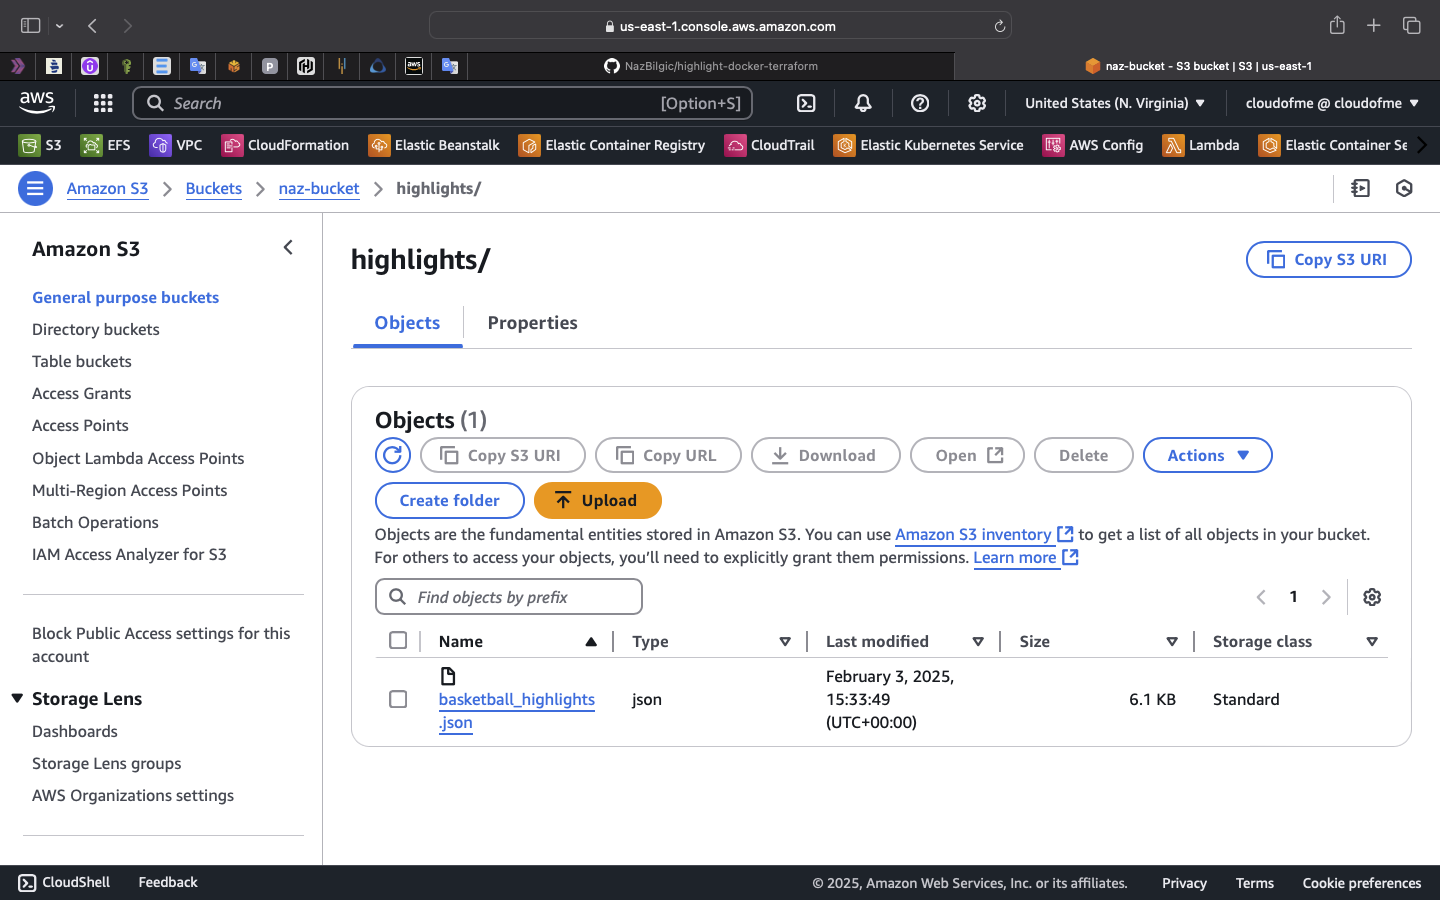 us-east-1.console.aws.amazon.com
NazBilgic/highlight-docker-terraform
naz-bucket - S3 bucket | S3 | us-east-1
aws
Search
[Option+S]
United States (N. Virginia)
cloudofme @ cloudofme
S3
EFS
VPC
CloudFormation
Elastic Beanstalk
Elastic Container Registry
CloudTrail
Elastic Kubernetes Service
AWS Config
Lambda
Elastic Container Se
Amazon S3
Buckets
naz-bucket
highlights/
Amazon S3
General purpose buckets
Directory buckets
Table buckets
Access Grants
Access Points
Object Lambda Access Points
Multi-Region Access Points
Batch Operations
IAM Access Analyzer for S3
Block Public Access settings for this
account
Storage Lens
Dashboards
Storage Lens groups
AWS Organizations settings
highlights/
Copy S3 URI
Objects
Properties
Objects (1)
Copy S3 URI
Copy URL
Download
Open
Delete
Actions
Create folder
Upload
Objects are the fundamental entities stored in Amazon S3. You can use Amazon S3 inventory to get a list of all objects in your bucket.
For others to access your objects, you’ll need to explicitly grant them permissions. Learn more
Find objects by prefix
1
Name
Type
Last modified
Size
Storage class
basketball_highlights
.json
json
February 3, 2025,
15:33:49
(UTC+00:00)
6.1 KB
Standard
CloudShell
Feedback
© 2025, Amazon Web Services, Inc. or its affiliates.
Privacy
Terms
Cookie preferences